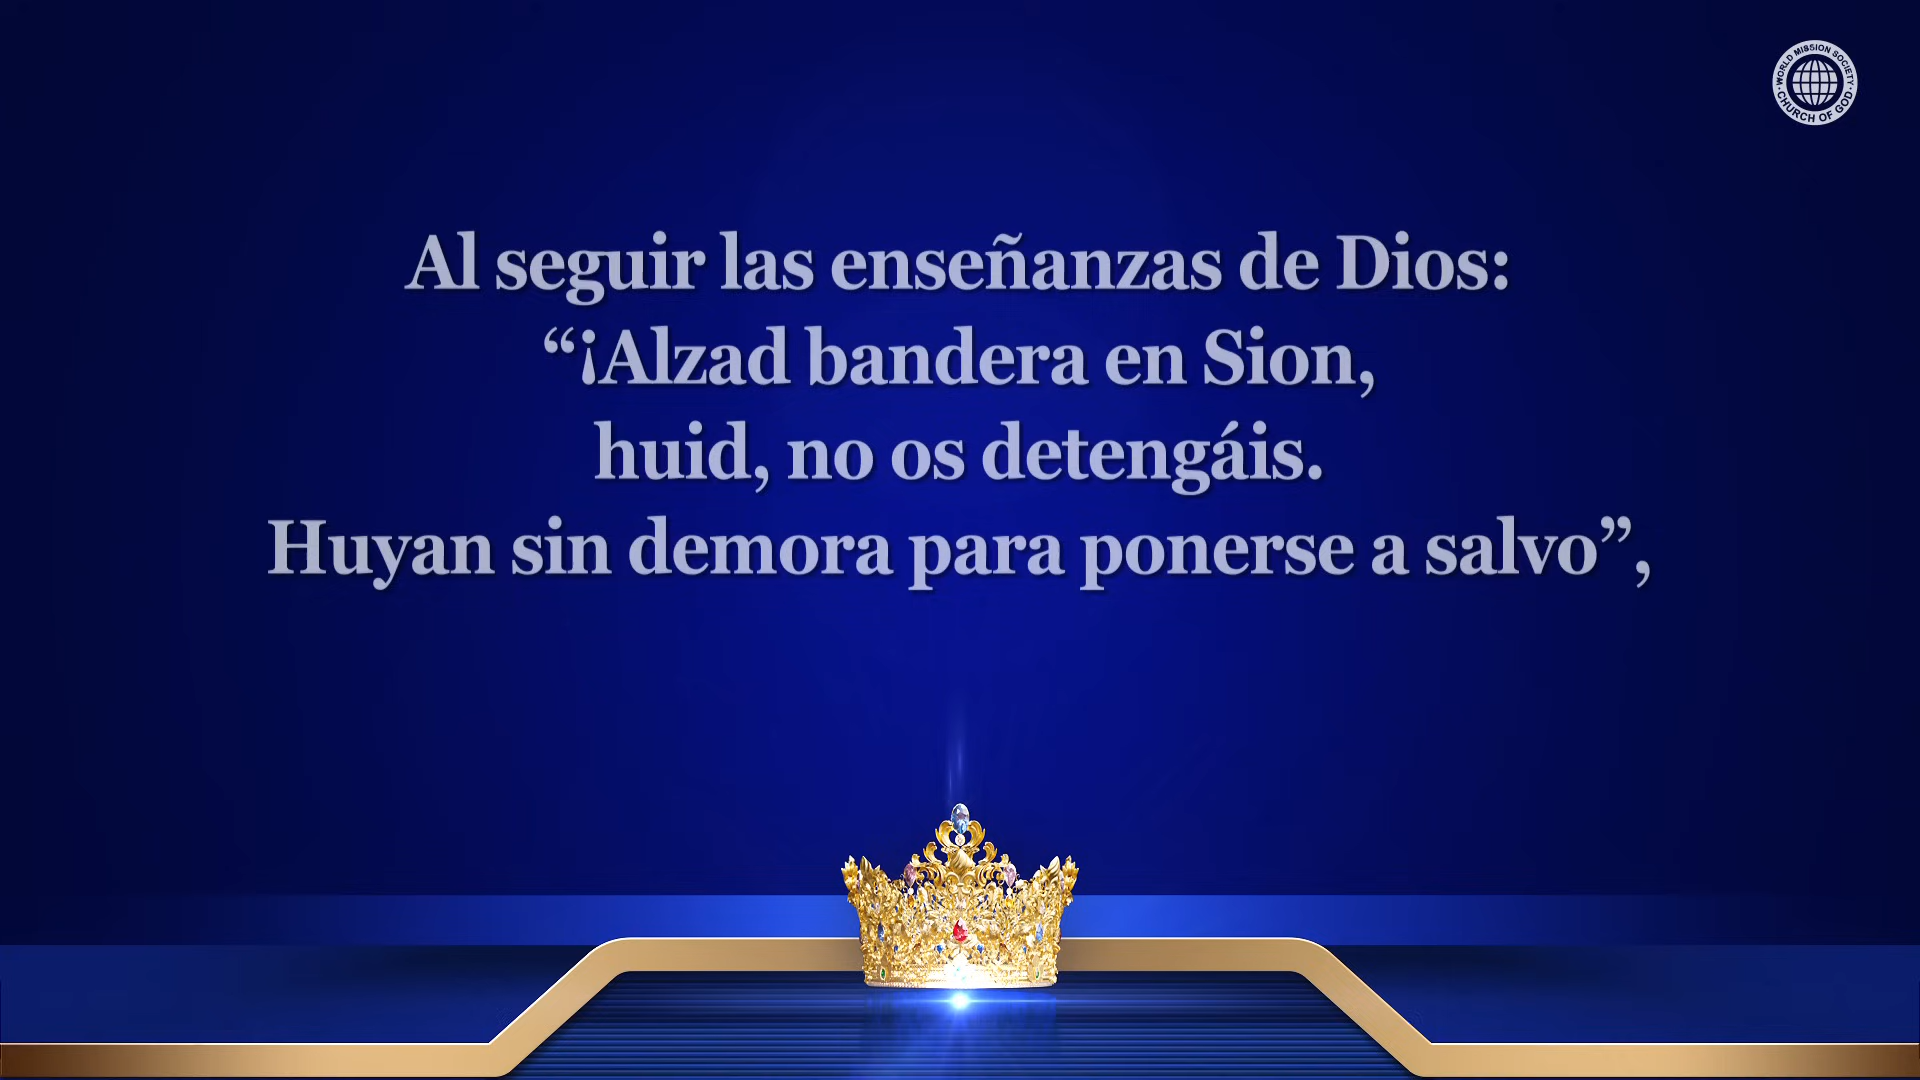 WORLD MISSION SOCIETY
CHURCH OF GOD
Al seguir las enseñanzas de Dios:
“¡Alzad bandera en Sion,
huid, no os detengáis.
Huyan sin demora para ponerse a salvo”,